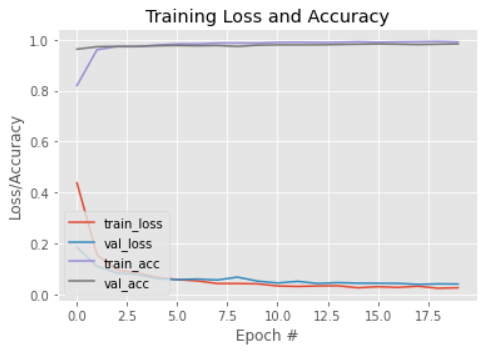 Training Loss and Accuracy
Loss/Accuracy
1.0
0.8
0.6
0.4
0.2
0.0
train_loss
val_loss
train_acc
val_acc
0.0 2.5 5.0 7.5 10.0 12.5 15.0 17.5
Epoch #